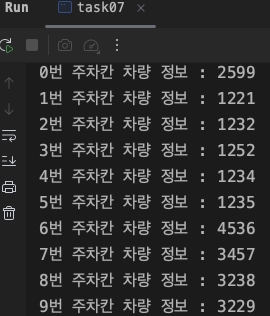 Run task07
0번 주차칸 차량 정보 : 2599
1번 주차칸 차량 정보 : 1221
2번 주차칸 차량 정보 : 1232
3번 주차칸 차량 정보 : 1252
4번 주차칸 차량 정보 : 1234
5번 주차칸 차량 정보 : 1235
6번 주차칸 차량 정보 : 4536
7번 주차칸 차량 정보 : 3457
8번 주차칸 차량 정보 : 3238
9번 주차칸 차량 정보 : 3229